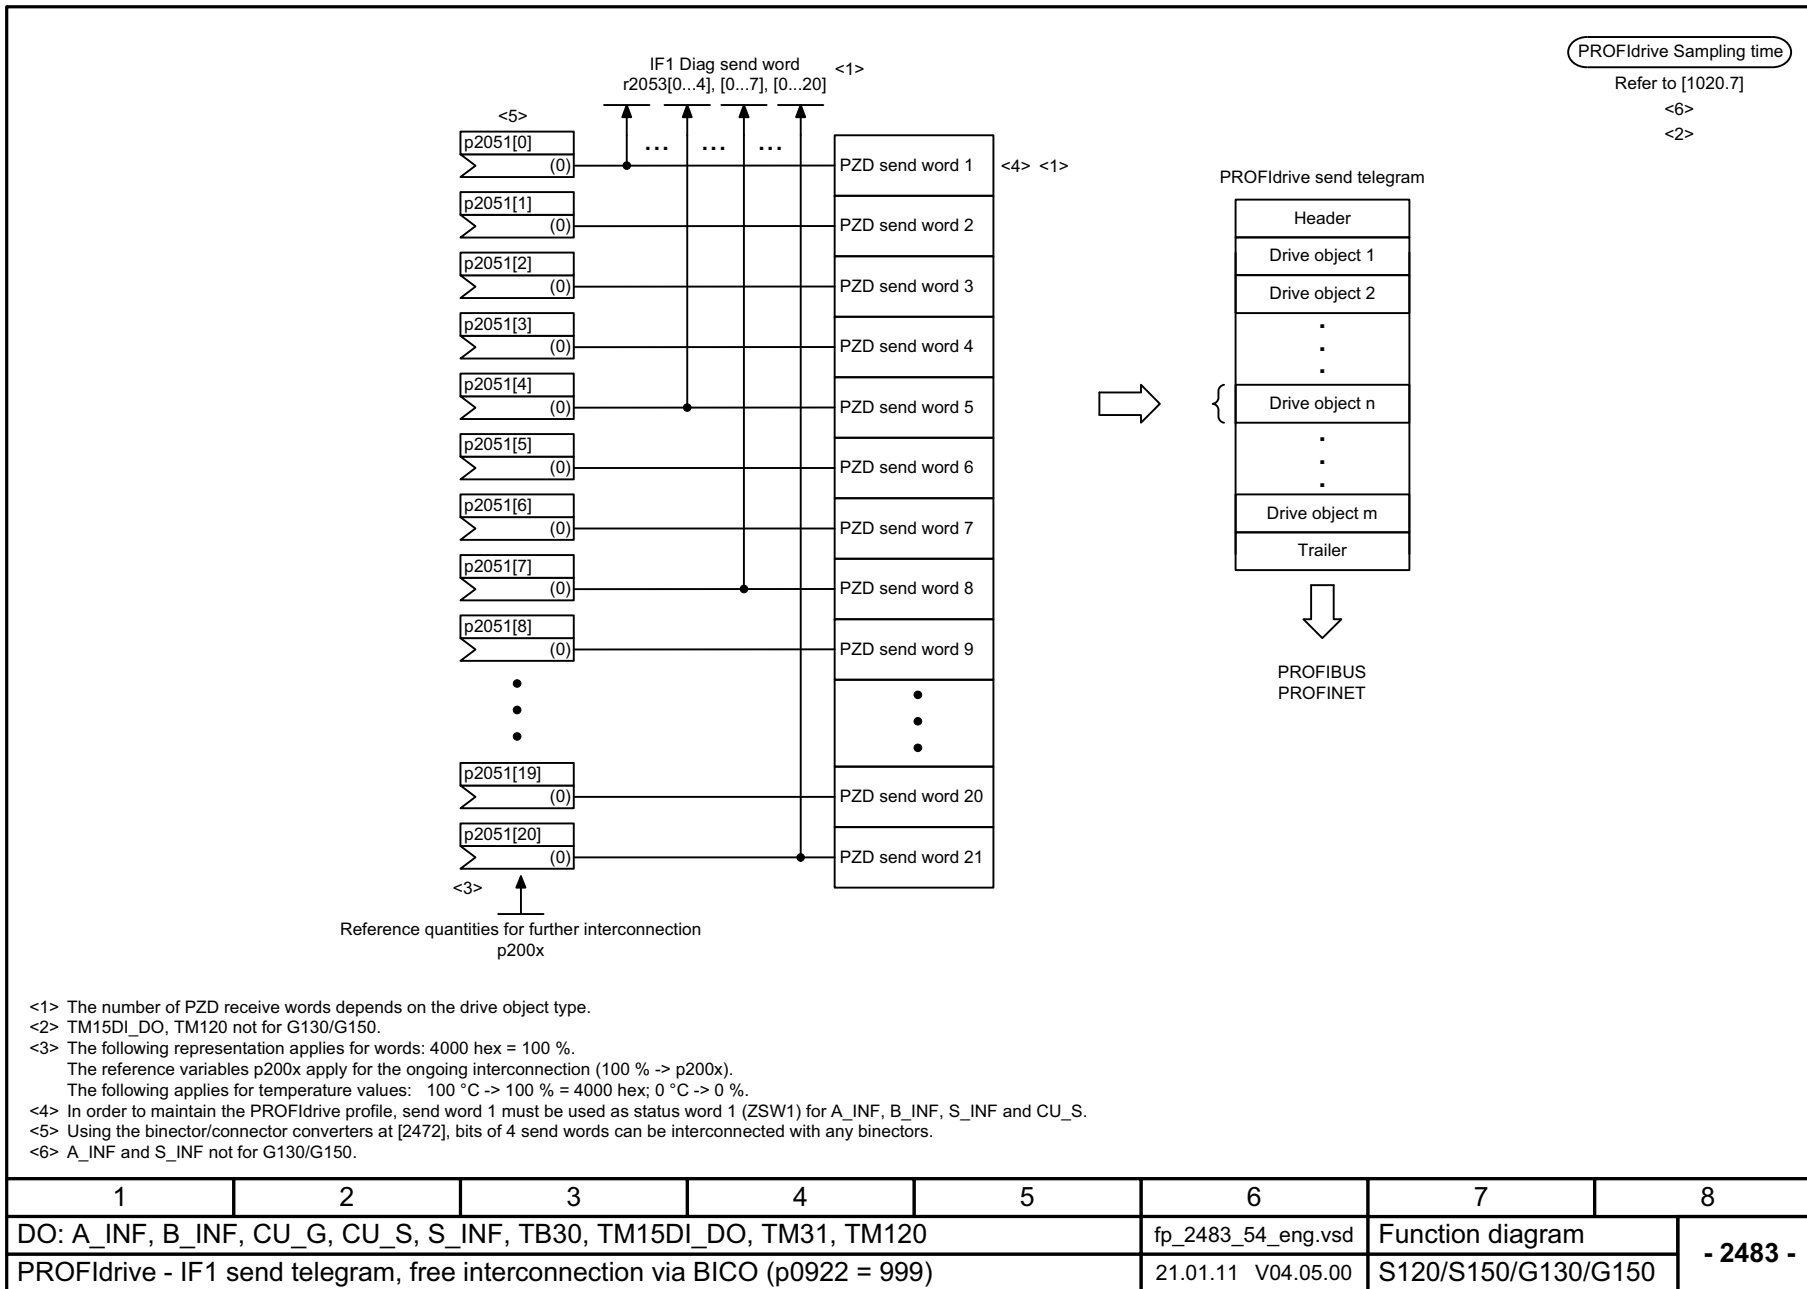 IF1 Diag send word <1>
r2053[0...4], [0...7], [0...20]
PROFIdrive Sampling time
Refer to [1020.7]
<6>
<2>
<5>
... ... ...
p2051[0]
(0)
PZD send word 1 <4> <1>
p2051[1]
(0)
PZD send word 2
p2051[2]
(0)
PZD send word 3
p2051[3]
(0)
PZD send word 4
p2051[4]
(0)
PZD send word 5
p2051[5]
(0)
PZD send word 6
p2051[6]
(0)
PZD send word 7
p2051[7]
(0)
PZD send word 8
p2051[8]
(0)
PZD send word 9
p2051[19]
(0)
PZD send word 20
p2051[20]
(0)
PZD send word 21
<3>
Reference quantities for further interconnection
p200x
PROFIdrive send telegram
Header
Drive object 1
Drive object 2
Drive object n
Drive object m
Trailer
PROFIBUS
PROFINET
<1> The number of PZD receive words depends on the drive object type.
<2> TM15DI_DO, TM120 not for G130/G150.
<3> The following representation applies for words: 4000 hex = 100 %.
The reference variables p200x apply for the ongoing interconnection (100 % -> p200x).
The following applies for temperature values: 100 °C -> 100 % = 4000 hex; 0 °C -> 0 %.
<4> In order to maintain the PROFIdrive profile, send word 1 must be used as status word 1 (ZSW1) for A_INF, B_INF, S_INF and CU_S.
<5> Using the binector/connector converters at [2472], bits of 4 send words can be interconnected with any binectors.
<6> A_INF and S_INF not for G130/G150.
1 2 3 4 5 6 7 8
DO: A_INF, B_INF, CU_G, CU_S, S_INF, TB30, TM15DI_DO, TM31, TM120
fp_2483_54_eng.vsd
Function diagram
- 2483 -
PROFIdrive - IF1 send telegram, free interconnection via BICO (p0922 = 999)
21.01.11 V04.05.00
S120/S150/G130/G150